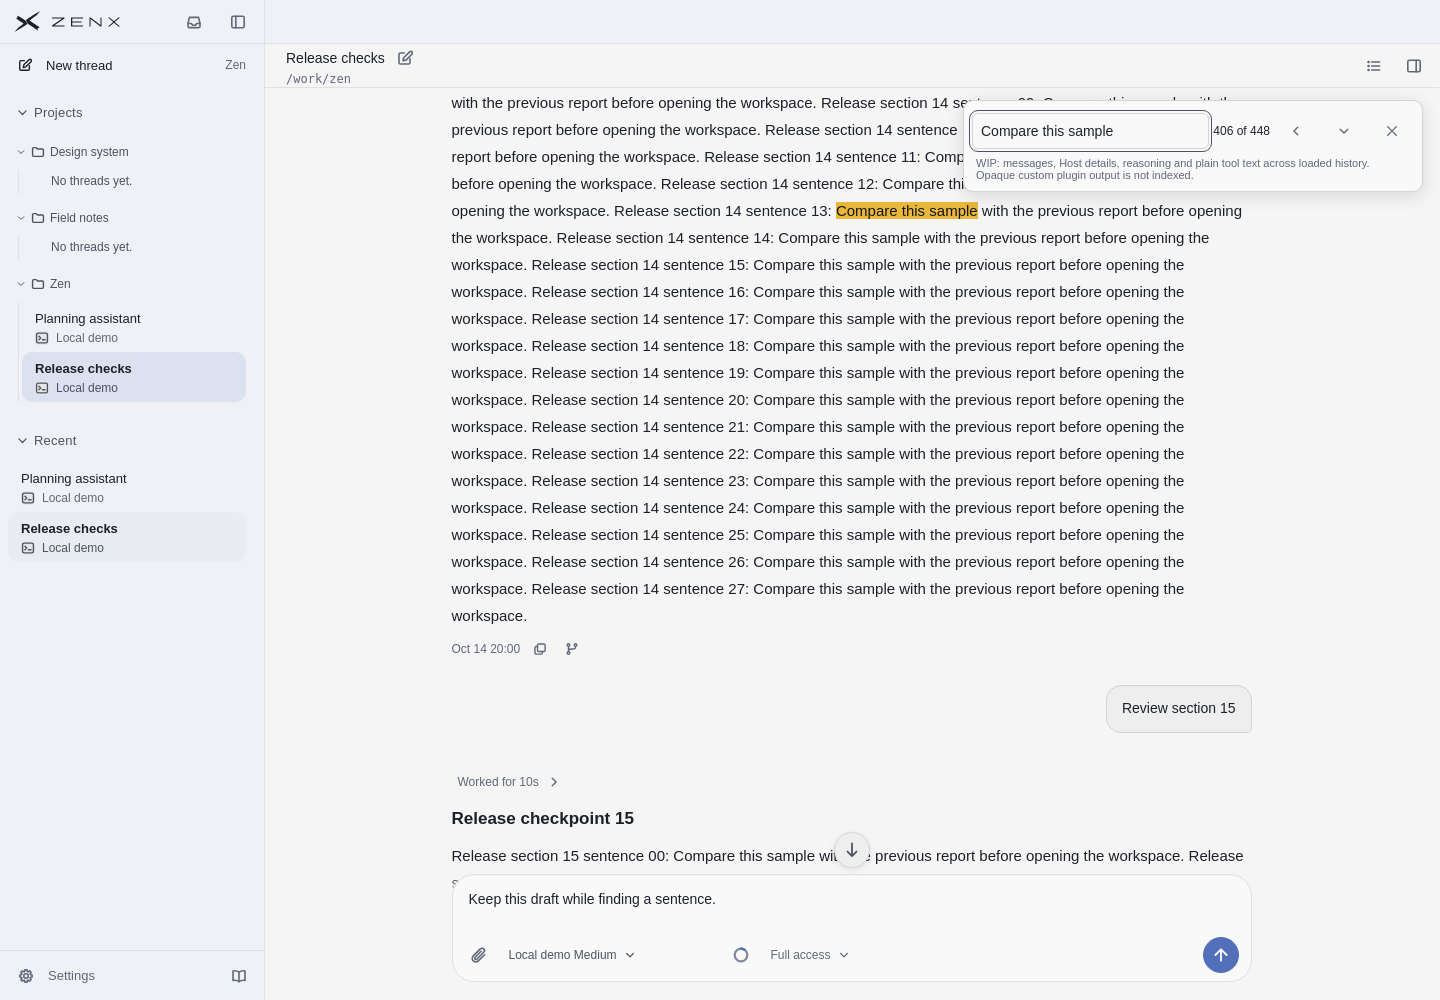 ZENX
New thread
Zen
Projects
Design system
No threads yet.
Field notes
No threads yet.
Zen
Planning assistant
Local demo
Release checks
Local demo
Recent
Planning assistant
Local demo
Release checks
Local demo
Settings
Release checks
/work/zen
Compare this sample
406 of 448
WIP: messages, Host details, reasoning and plain tool text across loaded history.
Opaque custom plugin output is not indexed.
with the previous report before opening the workspace. Release section 14
previous report before opening the workspace. Release section 14 sentence
report before opening the workspace. Release section 14 sentence 11:
before opening the workspace. Release section 14 sentence 12: Compare
opening the workspace. Release section 14 sentence 13: Compare this sample with the previous report before opening
the workspace. Release section 14 sentence 14: Compare this sample with the previous report before opening the
workspace. Release section 14 sentence 15: Compare this sample with the previous report before opening the
workspace. Release section 14 sentence 16: Compare this sample with the previous report before opening the
workspace. Release section 14 sentence 17: Compare this sample with the previous report before opening the
workspace. Release section 14 sentence 18: Compare this sample with the previous report before opening the
workspace. Release section 14 sentence 19: Compare this sample with the previous report before opening the
workspace. Release section 14 sentence 20: Compare this sample with the previous report before opening the
workspace. Release section 14 sentence 21: Compare this sample with the previous report before opening the
workspace. Release section 14 sentence 22: Compare this sample with the previous report before opening the
workspace. Release section 14 sentence 23: Compare this sample with the previous report before opening the
workspace. Release section 14 sentence 24: Compare this sample with the previous report before opening the
workspace. Release section 14 sentence 25: Compare this sample with the previous report before opening the
workspace. Release section 14 sentence 26: Compare this sample with the previous report before opening the
workspace. Release section 14 sentence 27: Compare this sample with the previous report before opening the
workspace.
Oct 14 20:00
Review section 15
Worked for 10s
Release checkpoint 15
Release section 15 sentence 00: Compare this sample previous report before opening the workspace. Release
Keep this draft while finding a sentence.
Local demo Medium
Full access